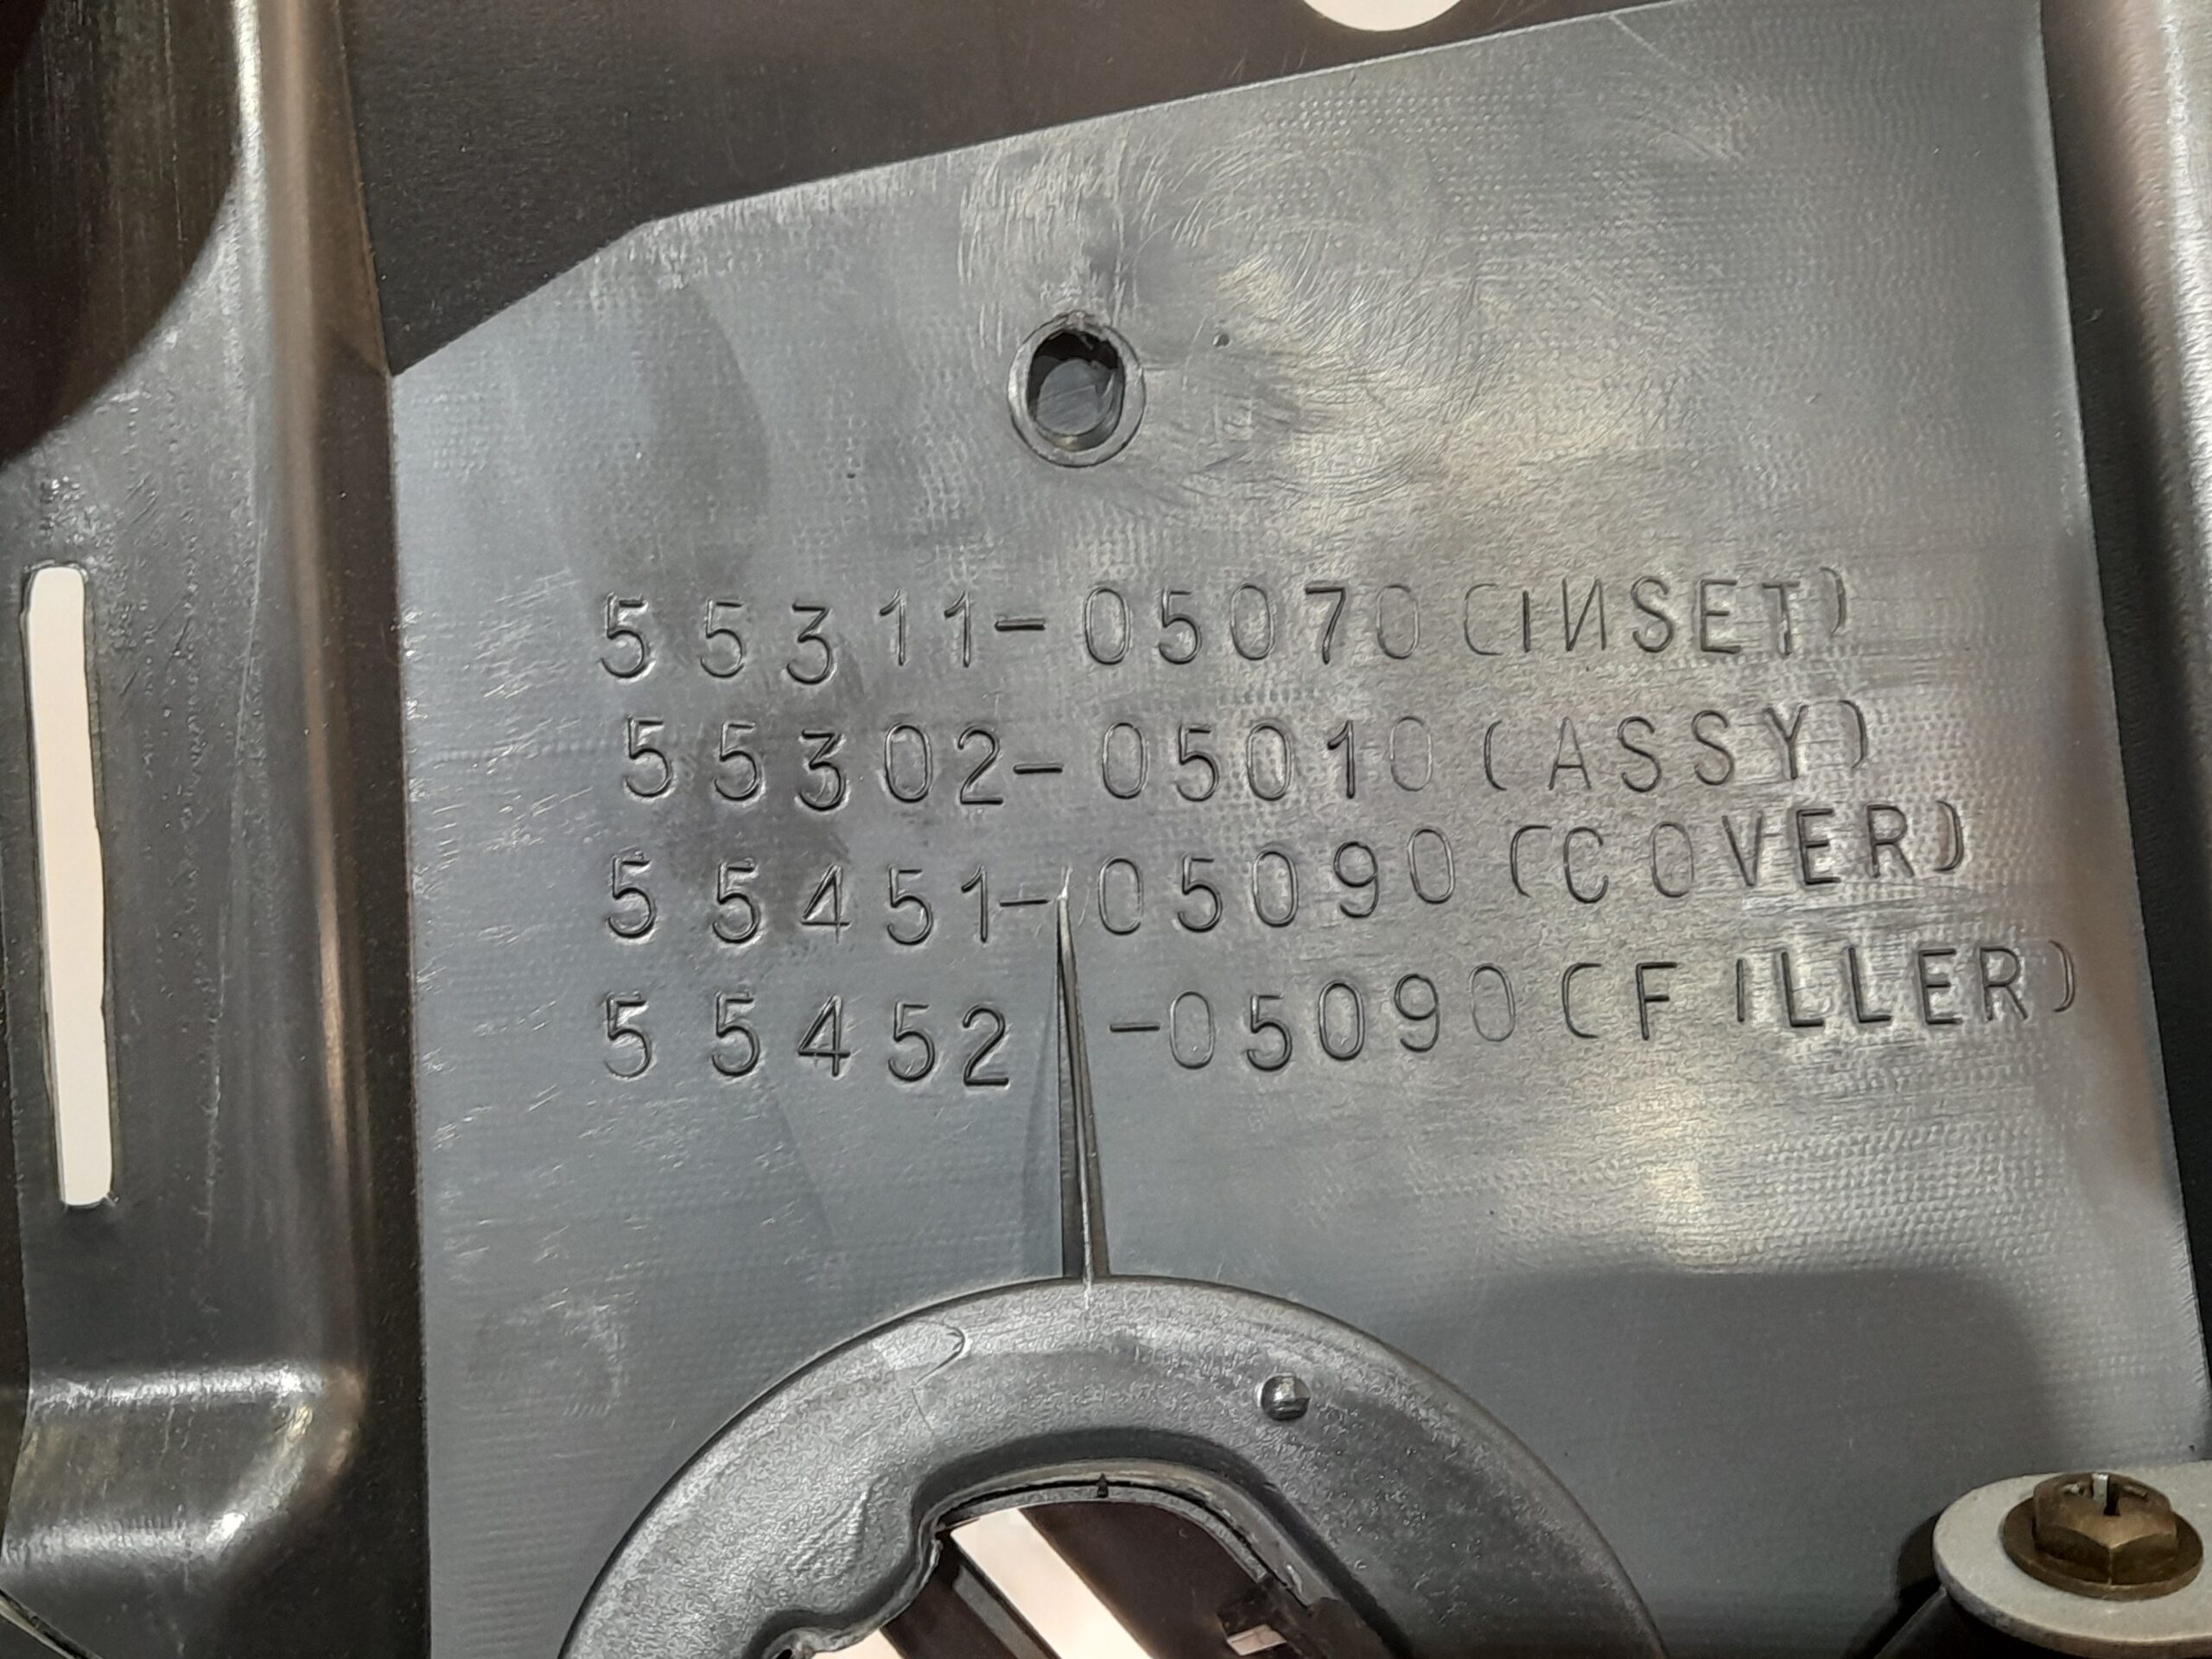 55311-05070(INSET)
55302-05010(ASSY)
55451-05090(COVER)
55452-05090(FILLER)